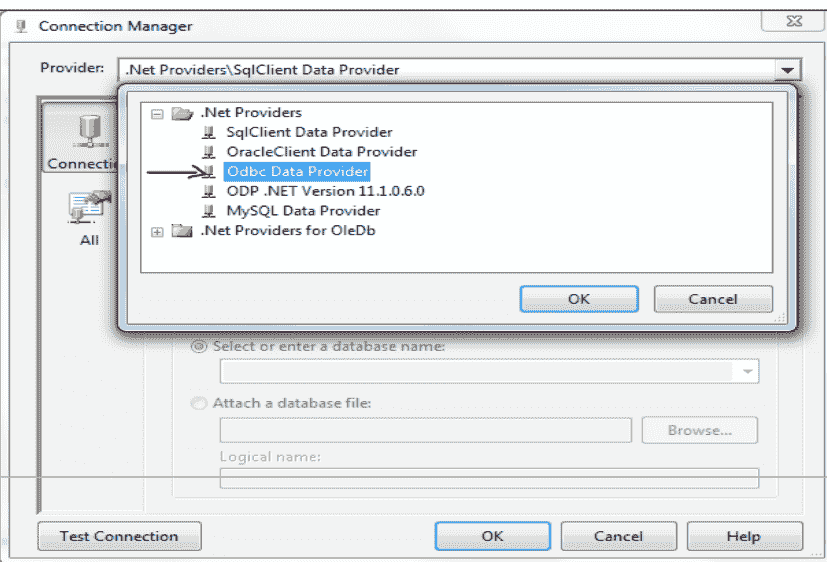 Connection Manager
Provider: .Net Providers\SqlClient Data Provider
.Net Providers
SqlClient Data Provider
OracleClient Data Provider
Connectic
Odbc Data Provider
ODP .NET Version 11.1.0.6.0
MySQL Data Provider
All
.Net Providers for OleDb
OK Cancel
Select or enter a database name:
Attach a database file:
Browse...
Logical name:
Test Connection OK Cancel Help